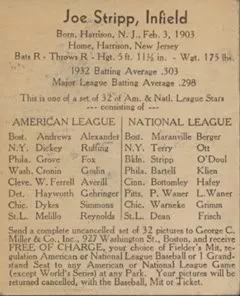 Joe Stripp, Infield
Born, Harrison, N. J., Feb. 3, 1903
Home, Harrison, New Jersey
Bats R - Throws R - Hgt. 5 ft. 11½ in. - Wgt. 175 lbs.
1932 Batting Average .303
Major League Batting Average .298
This is one of a set of 32 of Am. & Natl. League Stars
--- consisting of ---
AMERICAN LEAGUE NATIONAL LEAGUE
Bost. Andrews Alexander Bost. Maranville Berger
N.Y. Dickey Ruffing N.Y. Terry Ott
Phila. Grove Fox Bkln. Stripp O'Doul
Wash. Cronin Goslin Phila. Bartell Klien
Cleve. W. Ferrell Averill Cinn. Bottomley Hafey
Det. Hayworth Gehringer Pitts. P. Waner L. Waner
Chic. Dykes Simmons Chic. Warneke Grimm
St.L. Melillo Reynolds St.L. Dean Frisch
Send a complete uncancelled set of 32 pictures to George C.
Miller & Co., Inc., 927 Washington St., Boston, and receive
FREE OF CHARGE, your choice of Fielder's Mit, re-
gulation American or National League Baseball or 1 Grand-
stand Seat to any American or National League Game
(except World's Series) at any Park. Your pictures will be
returned cancelled, with the Baseball, Mit or Ticket.